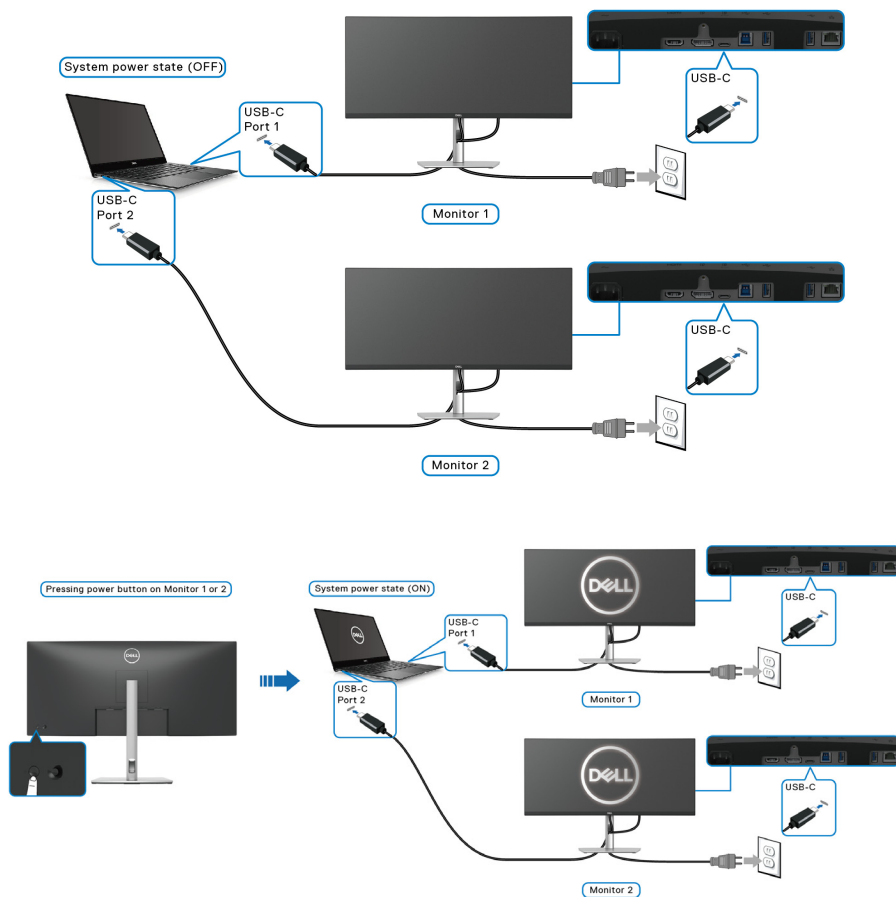 System power state (OFF)
USB-C
Port 1
USB-C
Monitor 1
USB-C
Port 2
USB-C
Monitor 2
Pressing power button on Monitor 1 or 2
System power state (ON)
USB-C
Port 1
USB-C
Port 2
USB-C
Monitor 1
USB-C
Monitor 2
DELL
DELL
DELL
DELL